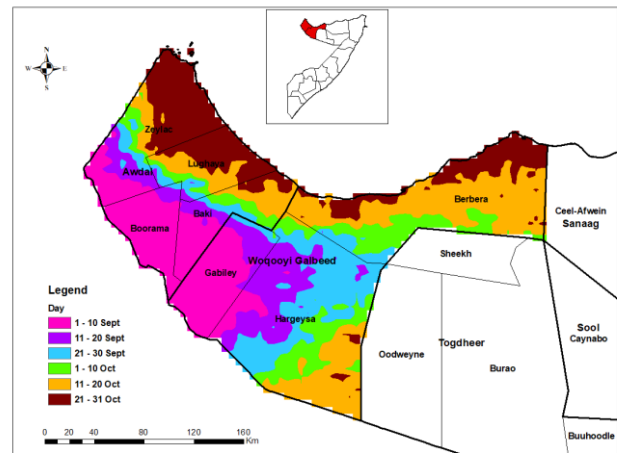 N
W E
S
Zeylac
Lughaya
Awdal
Baki
Boorama
Gabiley
Woqooyi Galbeed
Hargeysa
Berbera
Ceel-Afwein
Sanaag
Sheekh
Oodweyne
Togdheer
Burao
Sool
Caynabo
Buuhoodle
Legend
Day
1 - 10 Sept
11 - 20 Sept
21 - 30 Sept
1 - 10 Oct
11 - 20 Oct
21 - 31 Oct
0 20 40 80 120 160
Km